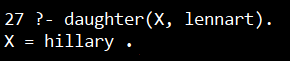 27 ?- daughter(X, lennart).
X = hillary .